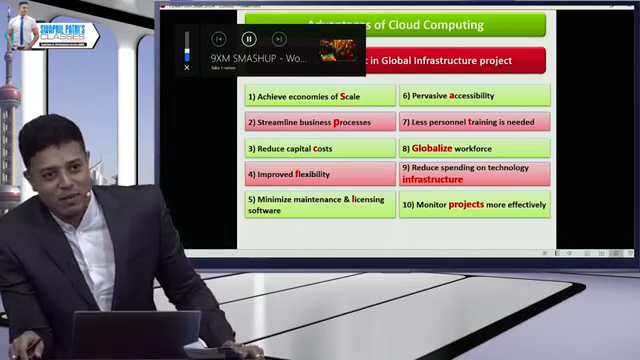 SWAPNIL PATNI'S
CLASSES
Advantages of Cloud Computing
in Global Infrastructure project
9XM SMASHUP - Wo...
1) Achieve economies of Scale
2) Streamline business processes
3) Reduce capital costs
4) Improved flexibility
5) Minimize maintenance & licensing
software
6) Pervasive accessibility
7) Less personnel training is needed
8) Globalize workforce
9) Reduce spending on technology
infrastructure
10) Monitor projects more effectively